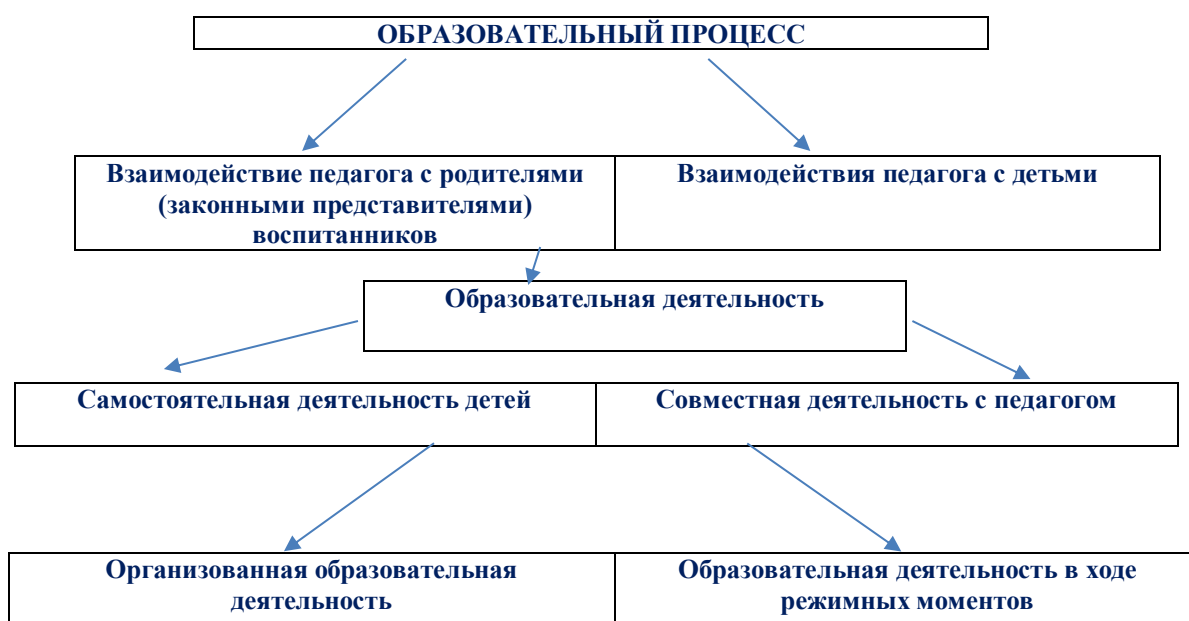 ОБРАЗОВАТЕЛЬНЫЙ ПРОЦЕСС
Взаимодействие педагога с родителями
(законными представителями)
воспитанников
Взаимодействия педагога с детьми
Образовательная деятельность
Самостоятельная деятельность детей
Совместная деятельность с педагогом
Организованная образовательная
деятельность
Образовательная деятельность в ходе
режимных моментов